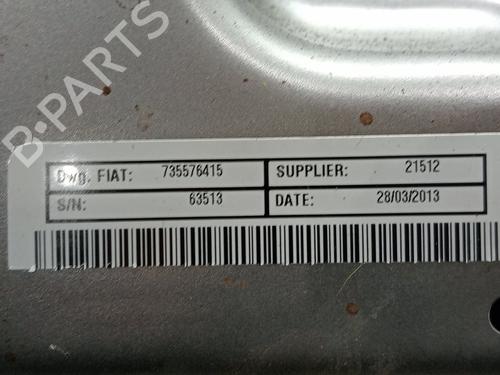 B-PARTS
Dwg. FIAT: 735576415 SUPPLIER: 21512
S/N: 63513 DATE: 28/03/2013